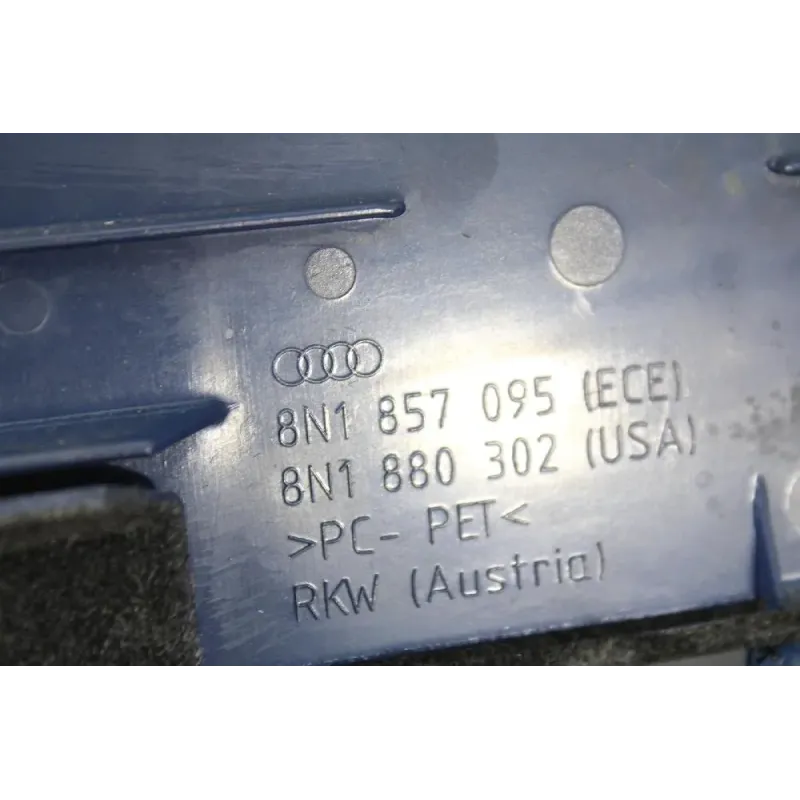 8N1 857 095 (ECE)
8N1 880 302 (USA)
>PC- PET<
RKW (Austria)